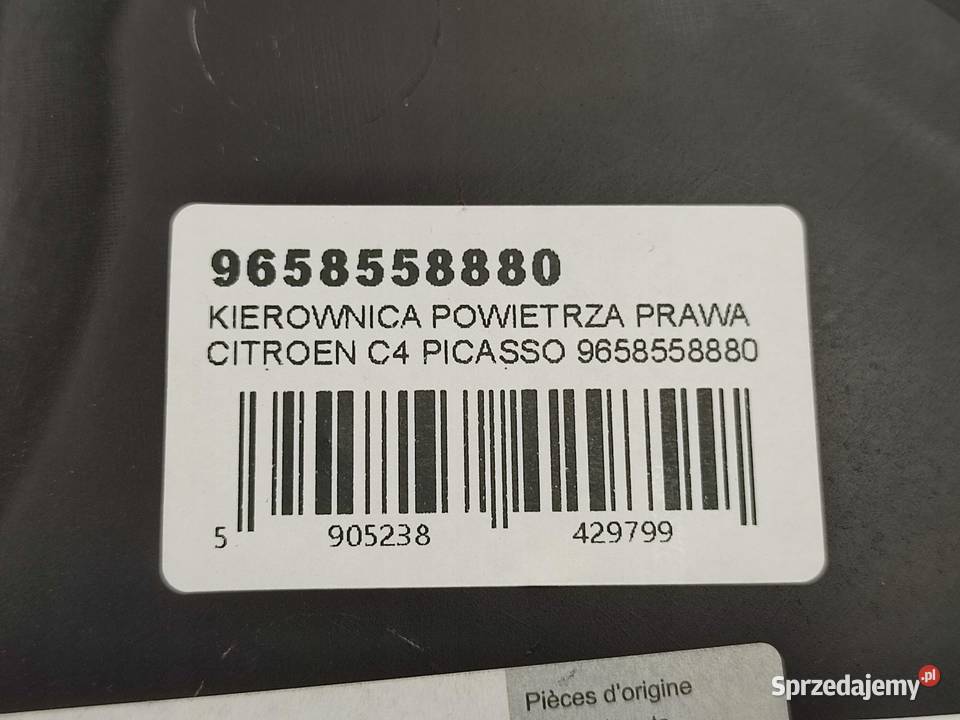 9658558880
KIEROWNICA POWIETRZA PRAWA
CITROEN C4 PICASSO 9658558880
5 905238 429799
Pièces d'origine
Sprzedajemy.pl